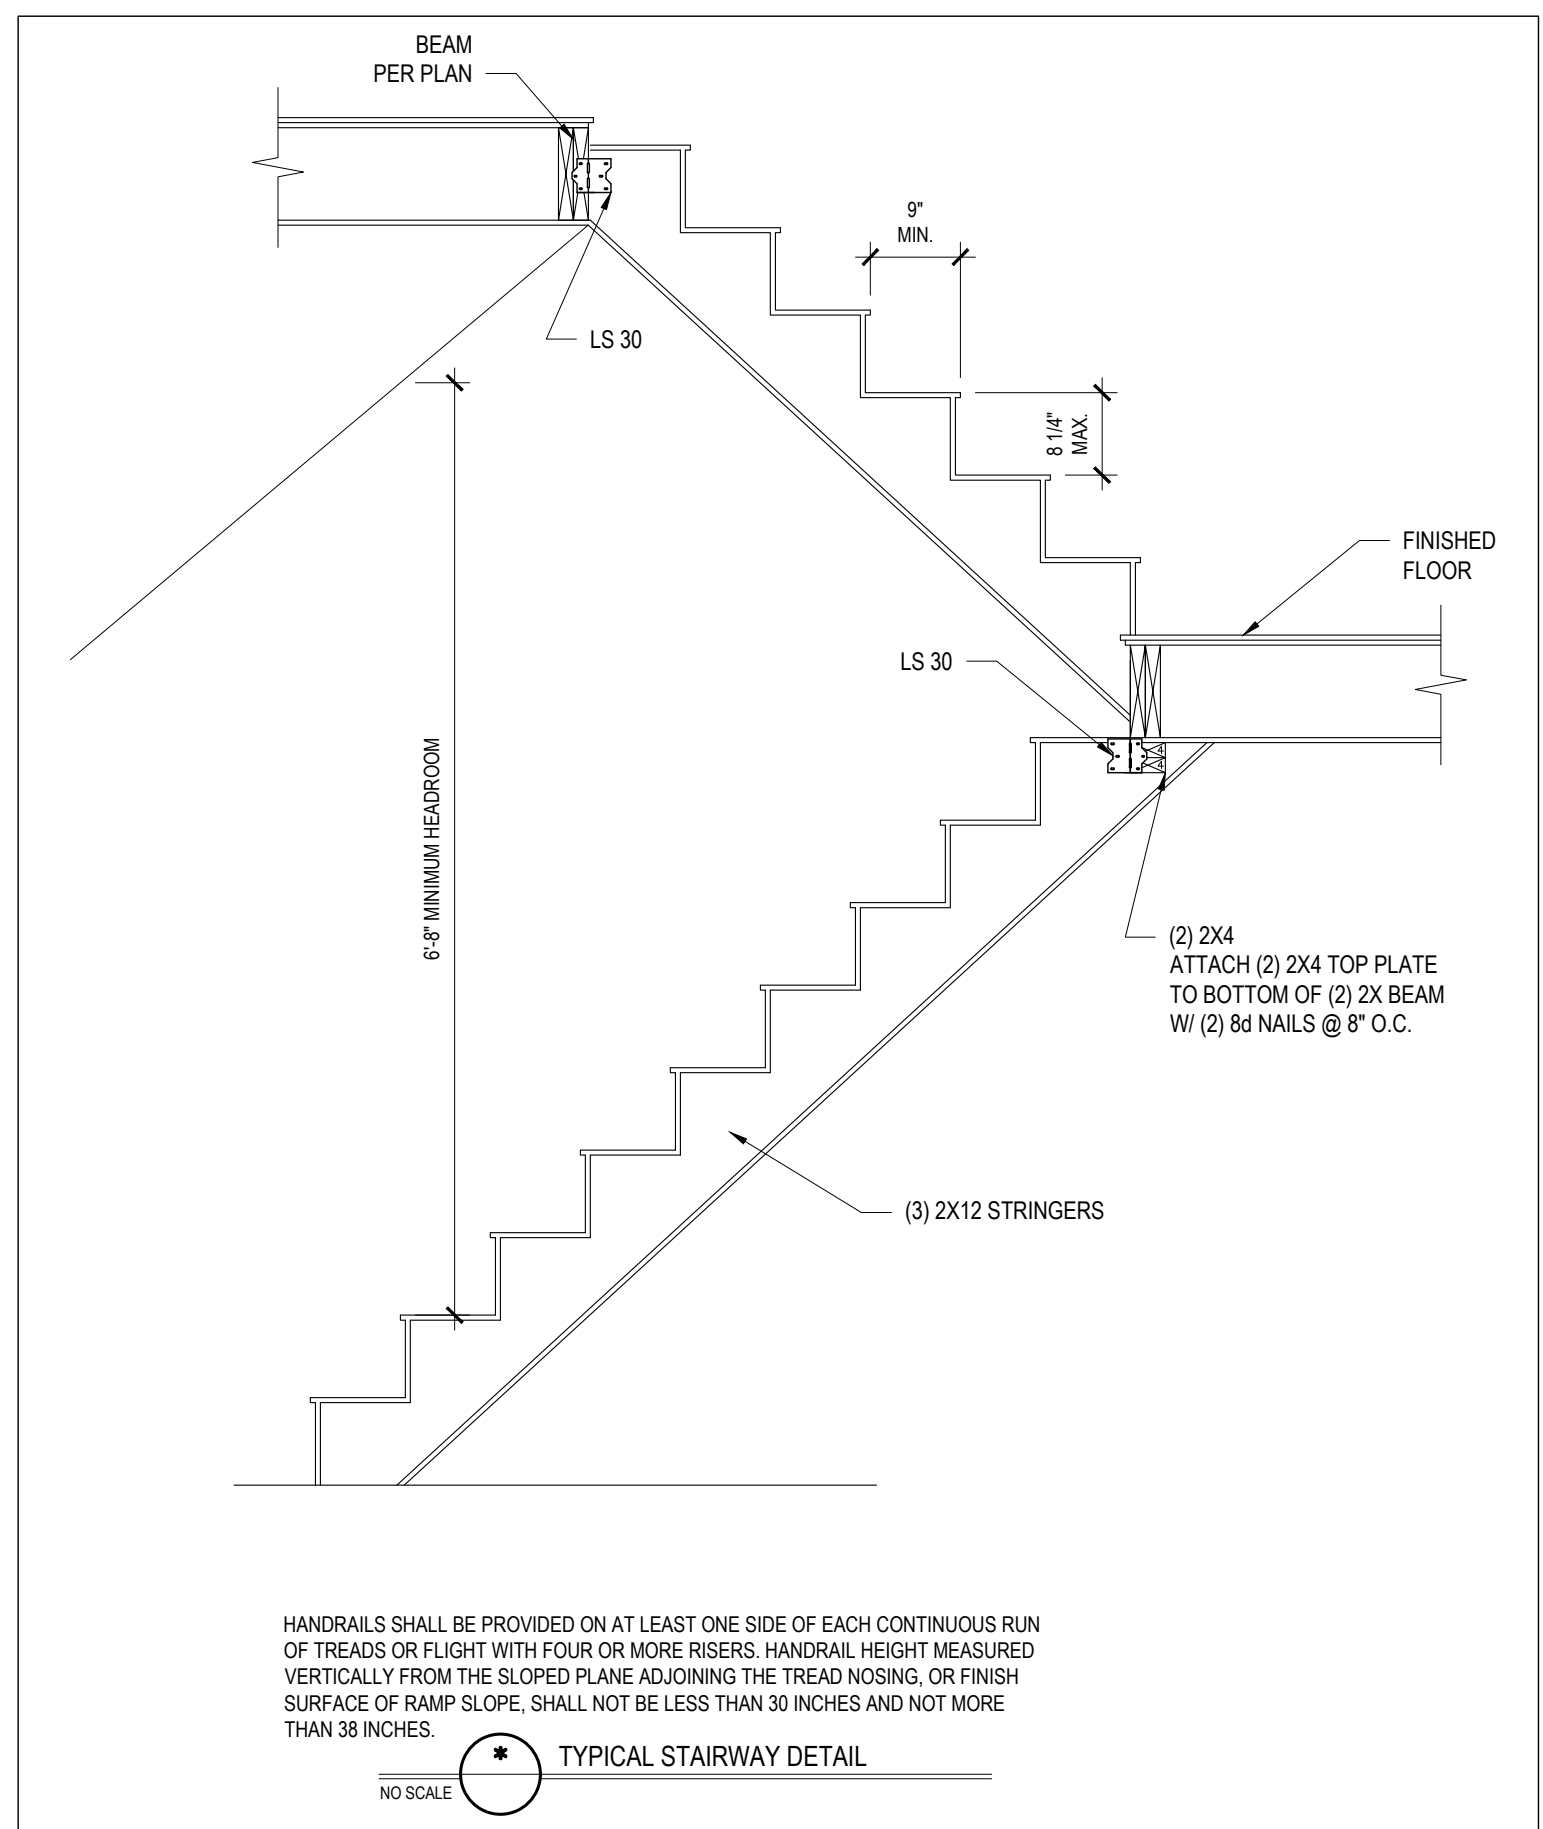 BEAM
PER PLAN
9"
MIN.
LS 30
8 1/4"
MAX.
FINISHED
FLOOR
LS 30
4
4
6'-8" MINIMUM HEADROOM
(2) 2X4
ATTACH (2) 2X4 TOP PLATE
TO BOTTOM OF (2) 2X BEAM
W/ (2) 8d NAILS @ 8" O.C.
(3) 2X12 STRINGERS
HANDRAILS SHALL BE PROVIDED ON AT LEAST ONE SIDE OF EACH CONTINUOUS RUN
OF TREADS OR FLIGHT WITH FOUR OR MORE RISERS. HANDRAIL HEIGHT MEASURED
VERTICALLY FROM THE SLOPED PLANE ADJOINING THE TREAD NOSING, OR FINISH
SURFACE OF RAMP SLOPE, SHALL NOT BE LESS THAN 30 INCHES AND NOT MORE
THAN 38 INCHES.
*
TYPICAL STAIRWAY DETAIL
NO SCALE